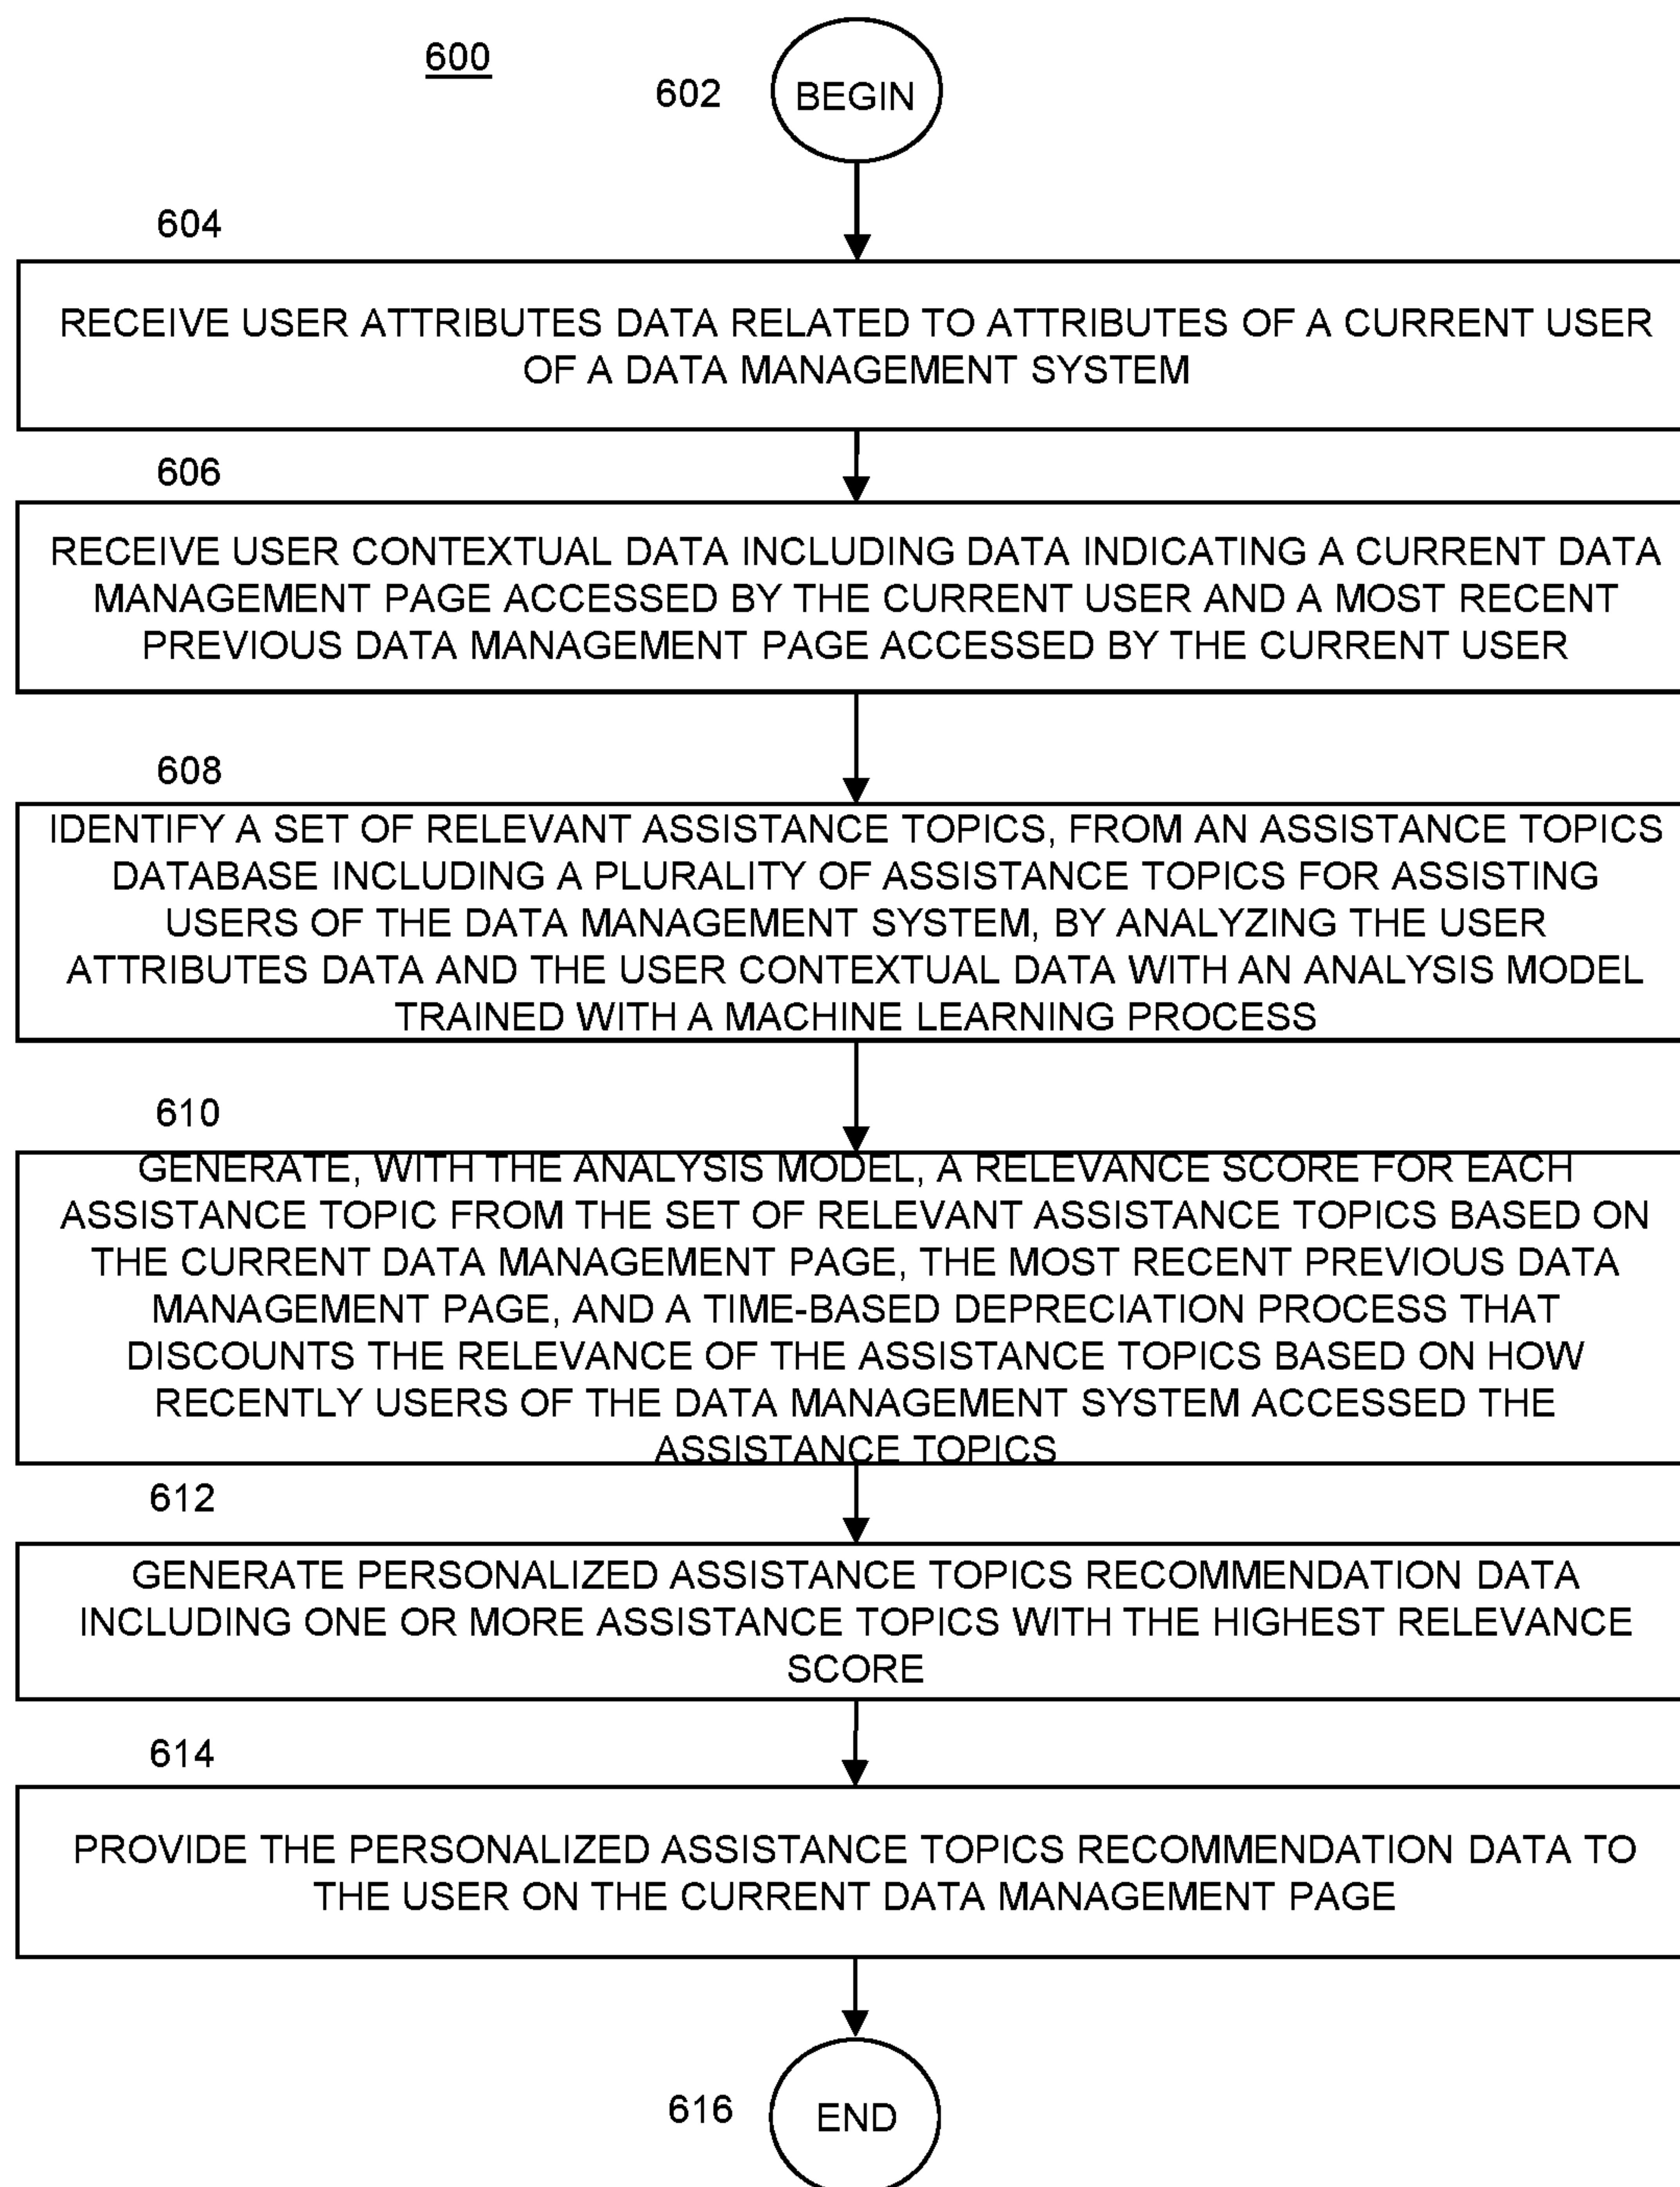 600
602
BEGIN
604
RECEIVE USER ATTRIBUTES DATA RELATED TO ATTRIBUTES OF A CURRENT USER
OF A DATA MANAGEMENT SYSTEM
606
RECEIVE USER CONTEXTUAL DATA INCLUDING DATA INDICATING A CURRENT DATA
MANAGEMENT PAGE ACCESSED BY THE CURRENT USER AND A MOST RECENT
PREVIOUS DATA MANAGEMENT PAGE ACCESSED BY THE CURRENT USER
608
IDENTIFY A SET OF RELEVANT ASSISTANCE TOPICS, FROM AN ASSISTANCE TOPICS
DATABASE INCLUDING A PLURALITY OF ASSISTANCE TOPICS FOR ASSISTING
USERS OF THE DATA MANAGEMENT SYSTEM, BY ANALYZING THE USER
ATTRIBUTES DATA AND THE USER CONTEXTUAL DATA WITH AN ANALYSIS MODEL
TRAINED WITH A MACHINE LEARNING PROCESS
610
GENERATE, WITH THE ANALYSIS MODEL, A RELEVANCE SCORE FOR EACH
ASSISTANCE TOPIC FROM THE SET OF RELEVANT ASSISTANCE TOPICS BASED ON
THE CURRENT DATA MANAGEMENT PAGE, THE MOST RECENT PREVIOUS DATA
MANAGEMENT PAGE, AND A TIME-BASED DEPRECIATION PROCESS THAT
DISCOUNTS THE RELEVANCE OF THE ASSISTANCE TOPICS BASED ON HOW
RECENTLY USERS OF THE DATA MANAGEMENT SYSTEM ACCESSED THE
ASSISTANCE TOPICS
612
GENERATE PERSONALIZED ASSISTANCE TOPICS RECOMMENDATION DATA
INCLUDING ONE OR MORE ASSISTANCE TOPICS WITH THE HIGHEST RELEVANCE
SCORE
614
PROVIDE THE PERSONALIZED ASSISTANCE TOPICS RECOMMENDATION DATA TO
THE USER ON THE CURRENT DATA MANAGEMENT PAGE
616
END